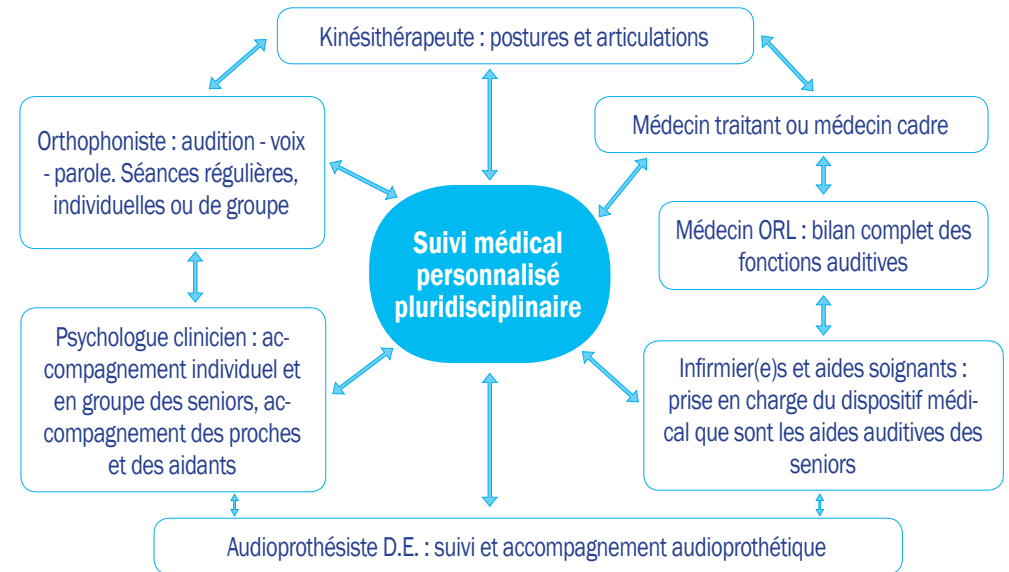 Kinésithérapeute : postures et articulations
Orthophoniste : audition - voix
- parole. Séances régulières,
individuelles ou de groupe
Médecin traitant ou médecin cadre
Médecin ORL : bilan complet des
fonctions auditives
Suivi médical
personnalisé
pluridisciplinaire
Psychologue clinicien : ac-
compagnement individuel et
en groupe des seniors, ac-
compagnement des proches
et des aidants
Infirmier(e)s et aides soignants :
prise en charge du dispositif médi-
cal que sont les aides auditives des
seniors
Audioprothésiste D.E. : suivi et accompagnement audioprothétique